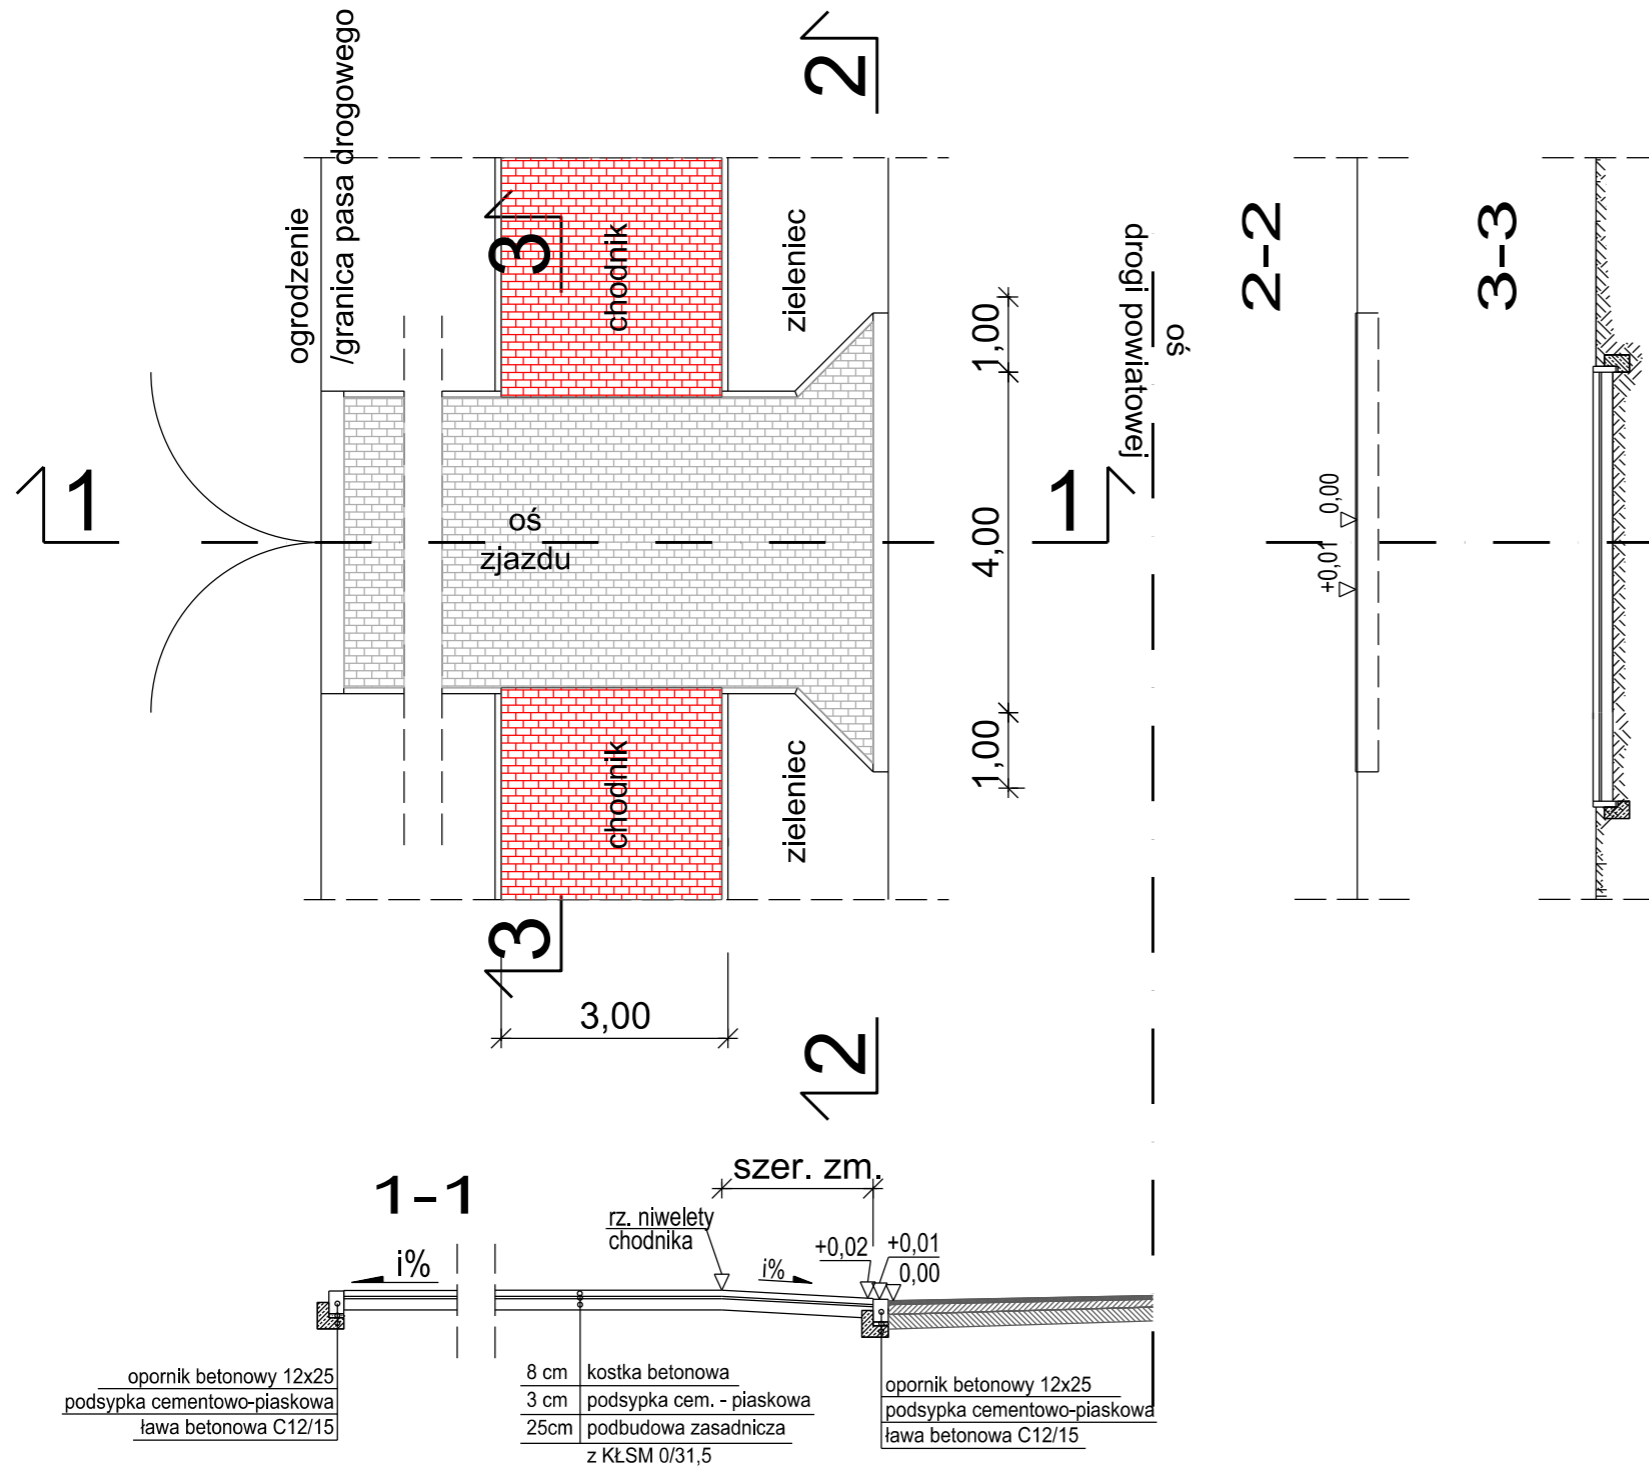 2
ogrodzenie
/granica pasa drogowego
3
chodnik
zieleniec
1,00
oś
drogi powiatowej
2-2
3-3
1
oś
zjazdu
1
4,00
0,00
+0,01
chodnik
zieleniec
1,00
3
3,00
2
1-1
szer. zm.
rz. niwelety
chodnika
i%
i%
+0,02
+0,01
0,00
opornik betonowy 12x25
podsypka cementowo-piaskowa
ława betonowa C12/15
8 cm kostka betonowa
3 cm podsypka cem. - piaskowa
25cm podbudowa zasadnicza
z KŁSM 0/31,5
opornik betonowy 12x25
podsypka cementowo-piaskowa
ława betonowa C12/15